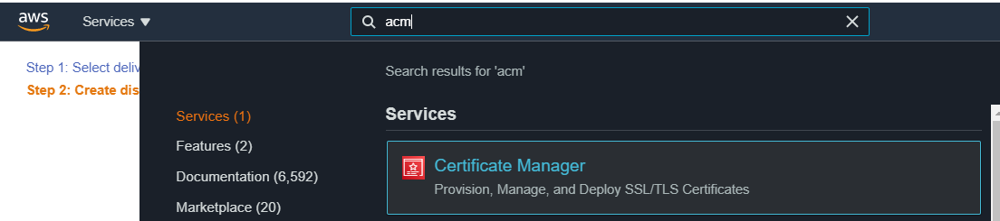 aws
Services
acm
Step 1: Select deliv
Step 2: Create dis
Search results for 'acm'
Services (1)
Features (2)
Documentation (6,592)
Marketplace (20)
Services
Certificate Manager
Provision, Manage, and Deploy SSL/TLS Certificates